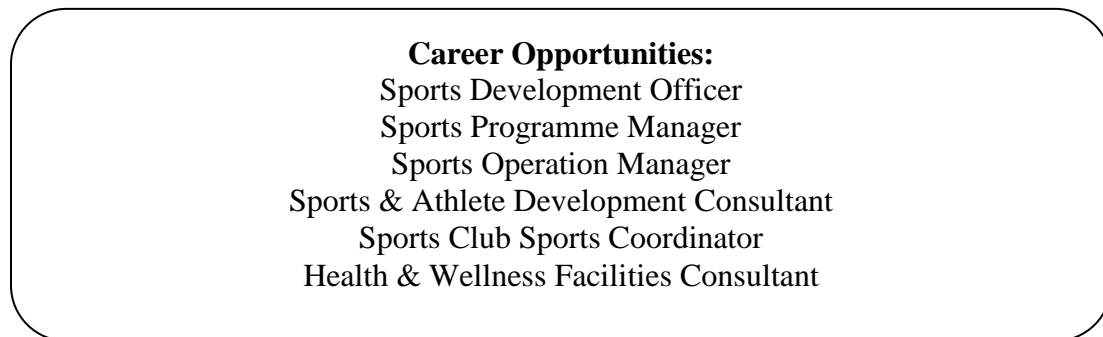 Career Opportunities:
Sports Development Officer
Sports Programme Manager
Sports Operation Manager
Sports & Athlete Development Consultant
Sports Club Sports Coordinator
Health & Wellness Facilities Consultant